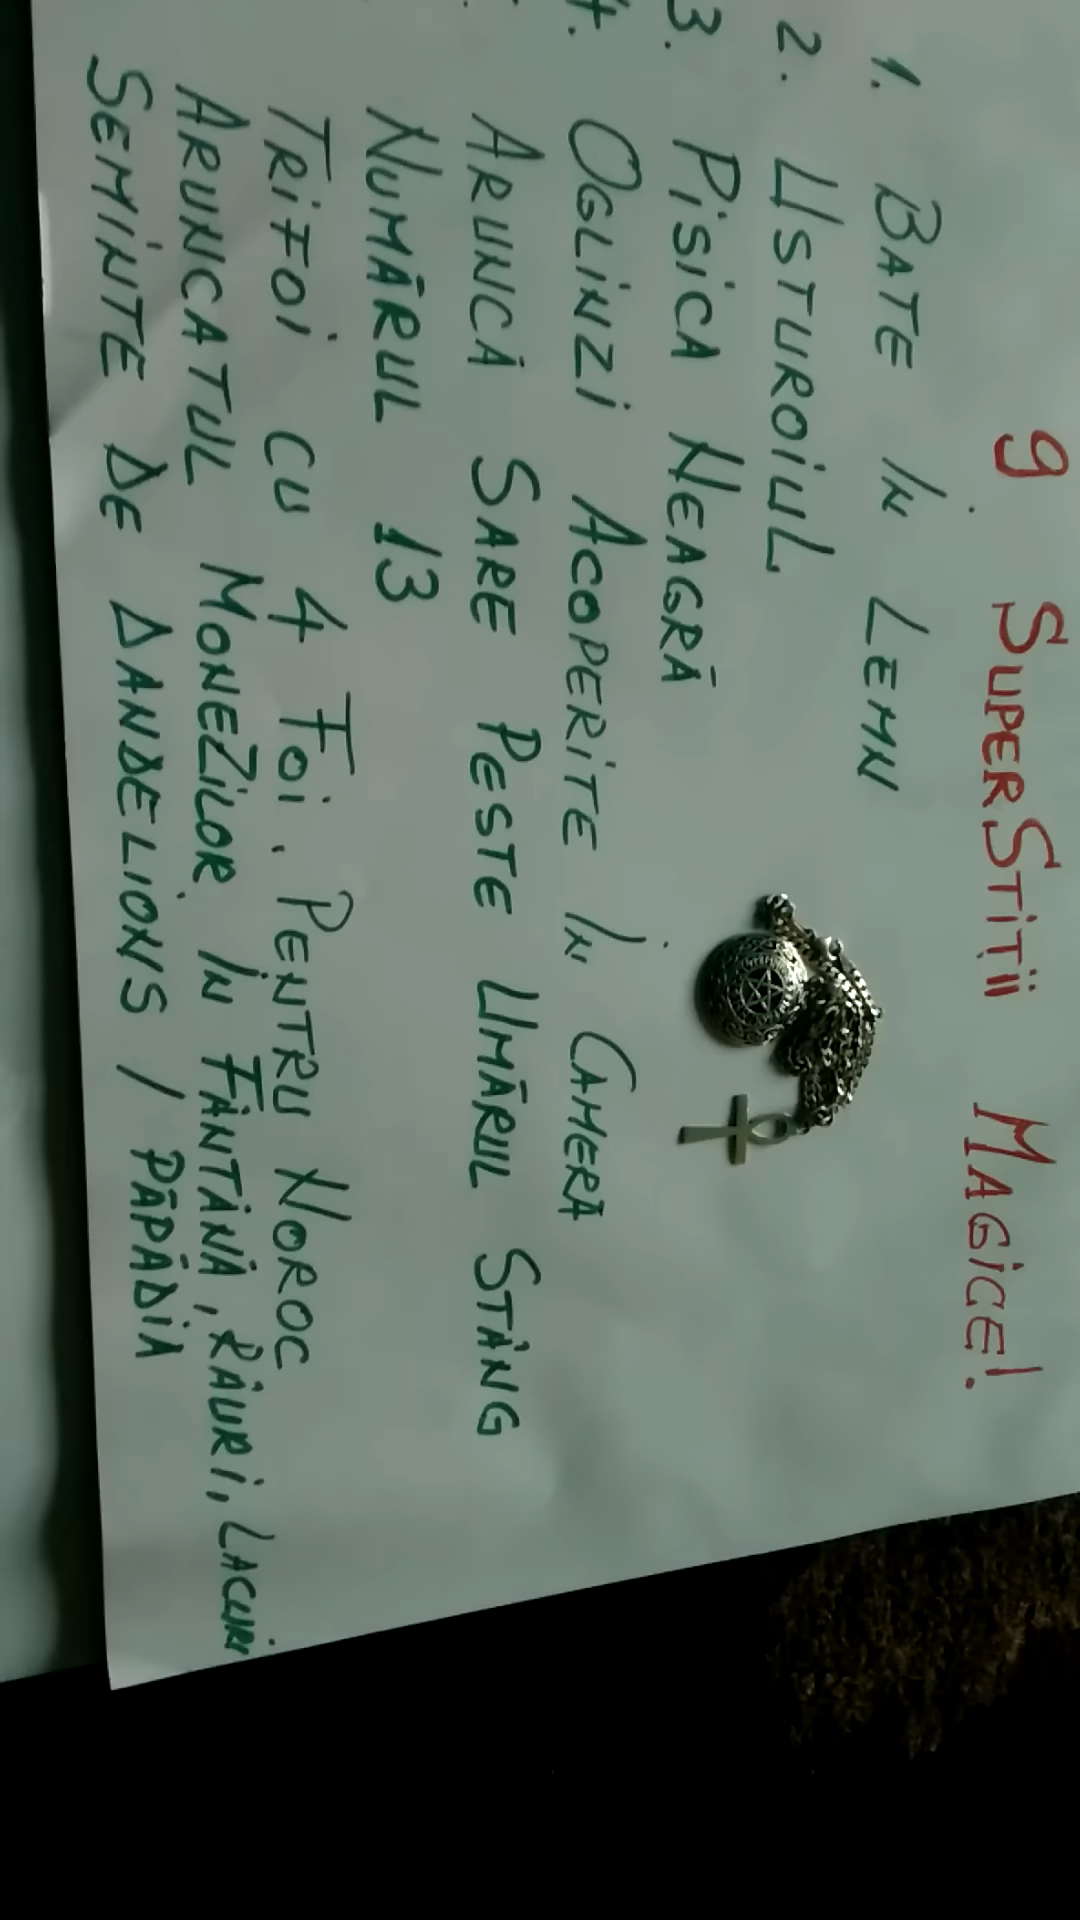 9 SUPERSTIȚII MAGICE!
1. BATE ÎN LEMN
2. USTUROIUL
3. PISICA NEAGRĂ
4. OGLINZI ACOPERITE ÎN CAMERĂ
ARUNCĂ SARE PESTE UMĂRUL STÂNG
NUMĂRUL 13
TRIFOI CU 4 FOI. PENTRU NOROC
ARUNCATUL MONEZILOR ÎN FÂNTÂNĂ, RÂURI, LACURI
SEMINTE DE DANDELIONS / PĂPĂDIA